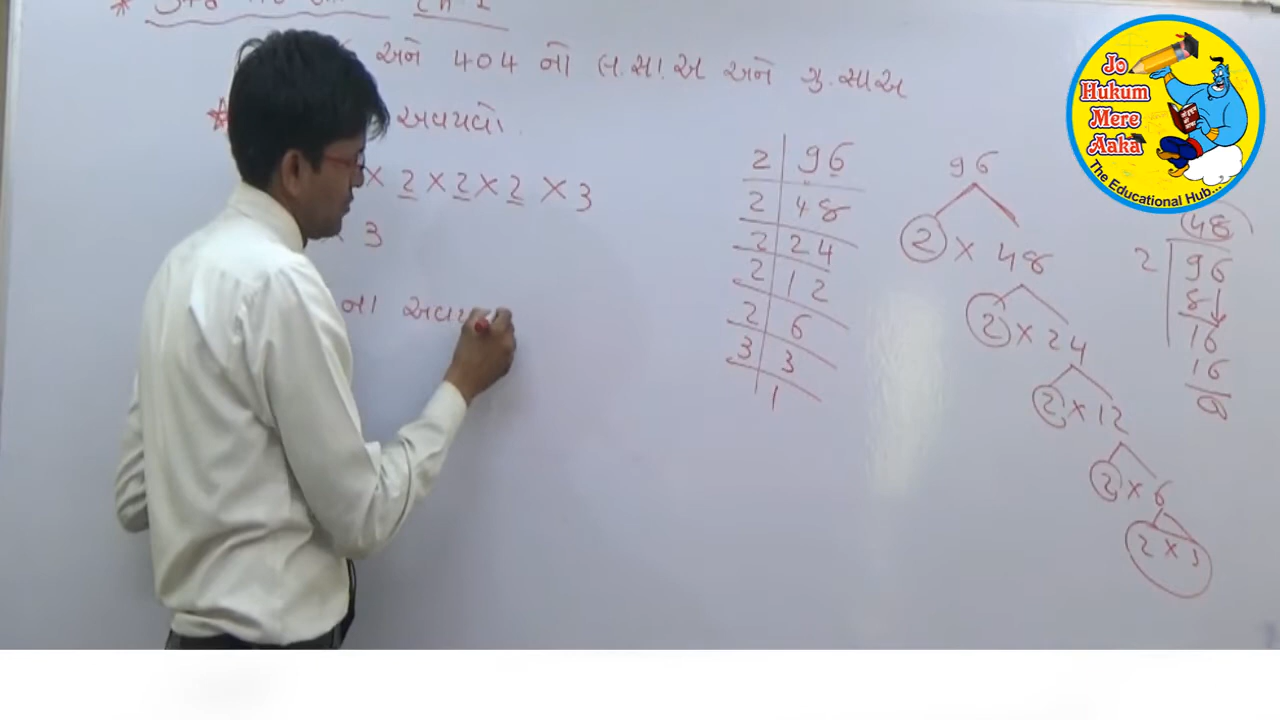 અને 404 નો લ.સા.અ અને ગુ.સાઅ
* અવયવો.
× 2 × 2 × 2 × 3
3
ના અવય
2 | 96
2 | 48
2 | 24
2 | 12
2 | 6
3 | 3
1
96
2 × 48
2 × 24
2 × 12
2 × 6
2 × 3
48
2 | 96
8↓
16
16
0
Jo
Hukum
Mere
Aaka
The Educational Hub...